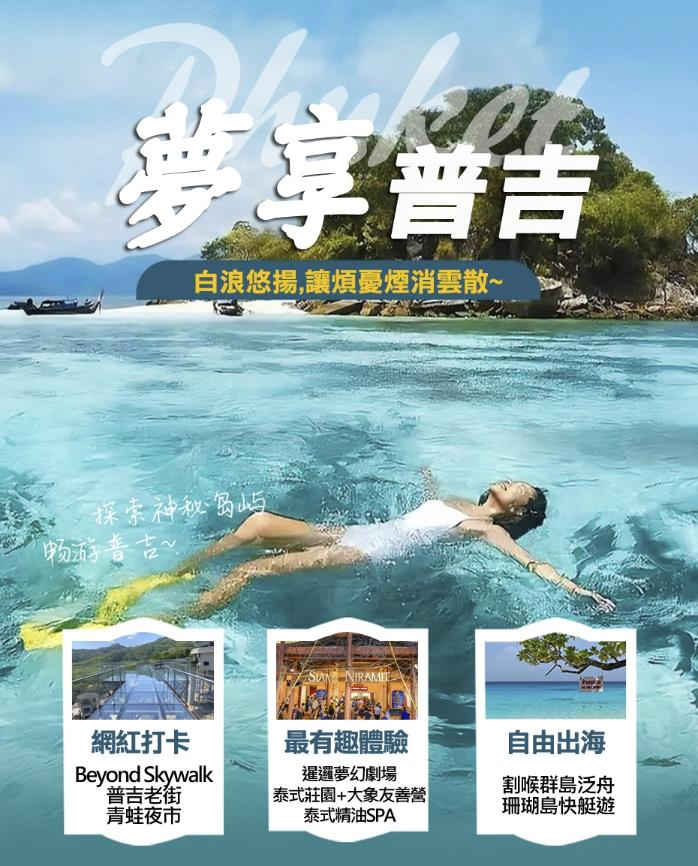 Phuket
夢享普吉
白浪悠揚,讓煩憂煙消雲散~
探索神秘島嶼
畅游普吉~
SIAM NIRAMIT
網紅打卡
Beyond Skywalk
普吉老街
青蛙夜市
最有趣體驗
暹邏夢幻劇場
泰式莊園+大象友善營
泰式精油SPA
自由出海
割喉群島泛舟
珊瑚島快艇遊